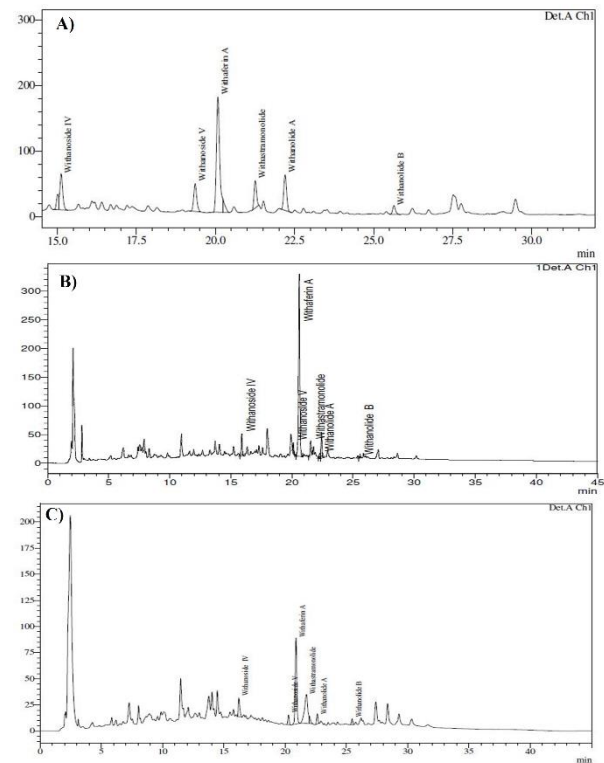 A)
Det.A Ch1
300
200
100
0
Withanoside IV
Withanoside V
Withaferin A
Withastramonolide
Withanolide A
Withanolide B
15.0 17.5 20.0 22.5 25.0 27.5 30.0
min
B)
1Det.A Ch1
300
250
200
150
100
50
0
Withanoside IV
Withaferin A
Withanoside V
Withastramonolide
Withanolide A
Withanolide B
0 5 10 15 20 25 30 35 40 45
min
C)
Det.A Ch1
200
175
150
125
100
75
50
25
0
Withanoside IV
Withanoside V
Withaferin A
Withastramonolide
Withanolide A
Withanolide B
0 5 10 15 20 25 30 35 40
min